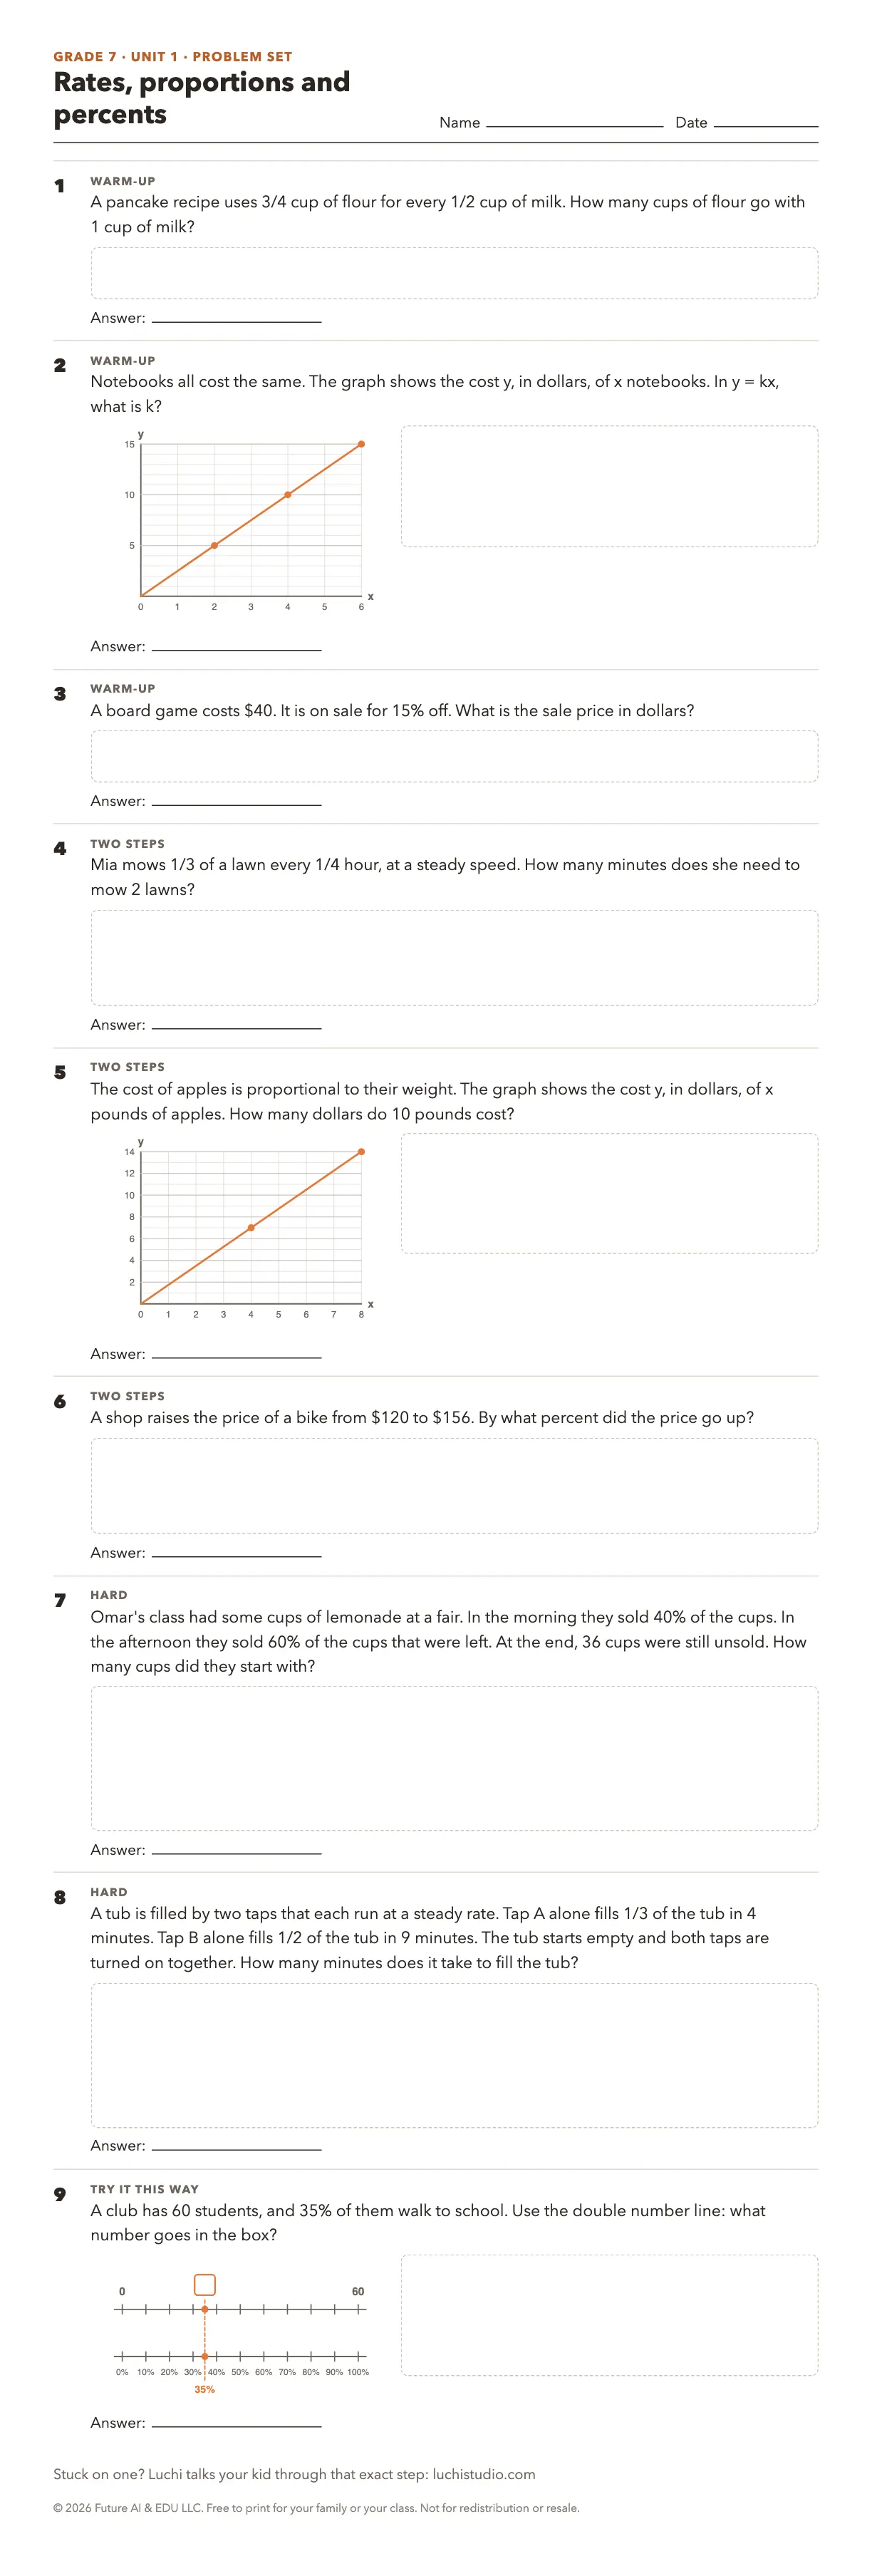 GRADE 7 · UNIT 1 · PROBLEM SET
Rates, proportions and
percents
Name Date
1
WARM-UP
A pancake recipe uses 3/4 cup of flour for every 1/2 cup of milk. How many cups of flour go with
1 cup of milk?
Answer:
2
WARM-UP
Notebooks all cost the same. The graph shows the cost y, in dollars, of x notebooks. In y = kx,
what is k?
y
15
10
5
x
0 1 2 3 4 5 6
Answer:
3
WARM-UP
A board game costs $40. It is on sale for 15% off. What is the sale price in dollars?
Answer:
4
TWO STEPS
Mia mows 1/3 of a lawn every 1/4 hour, at a steady speed. How many minutes does she need to
mow 2 lawns?
Answer:
5
TWO STEPS
The cost of apples is proportional to their weight. The graph shows the cost y, in dollars, of x
pounds of apples. How many dollars do 10 pounds cost?
y
14
12
10
8
6
4
2
x
0 1 2 3 4 5 6 7 8
Answer:
6
TWO STEPS
A shop raises the price of a bike from $120 to $156. By what percent did the price go up?
Answer:
7
HARD
Omar's class had some cups of lemonade at a fair. In the morning they sold 40% of the cups. In
the afternoon they sold 60% of the cups that were left. At the end, 36 cups were still unsold. How
many cups did they start with?
Answer:
8
HARD
A tub is filled by two taps that each run at a steady rate. Tap A alone fills 1/3 of the tub in 4
minutes. Tap B alone fills 1/2 of the tub in 9 minutes. The tub starts empty and both taps are
turned on together. How many minutes does it take to fill the tub?
Answer:
9
TRY IT THIS WAY
A club has 60 students, and 35% of them walk to school. Use the double number line: what
number goes in the box?
0 60
0% 10% 20% 30% 40% 50% 60% 70% 80% 90% 100%
35%
Answer:
Stuck on one? Luchi talks your kid through that exact step: luchistudio.com
© 2026 Future AI & EDU LLC. Free to print for your family or your class. Not for redistribution or resale.